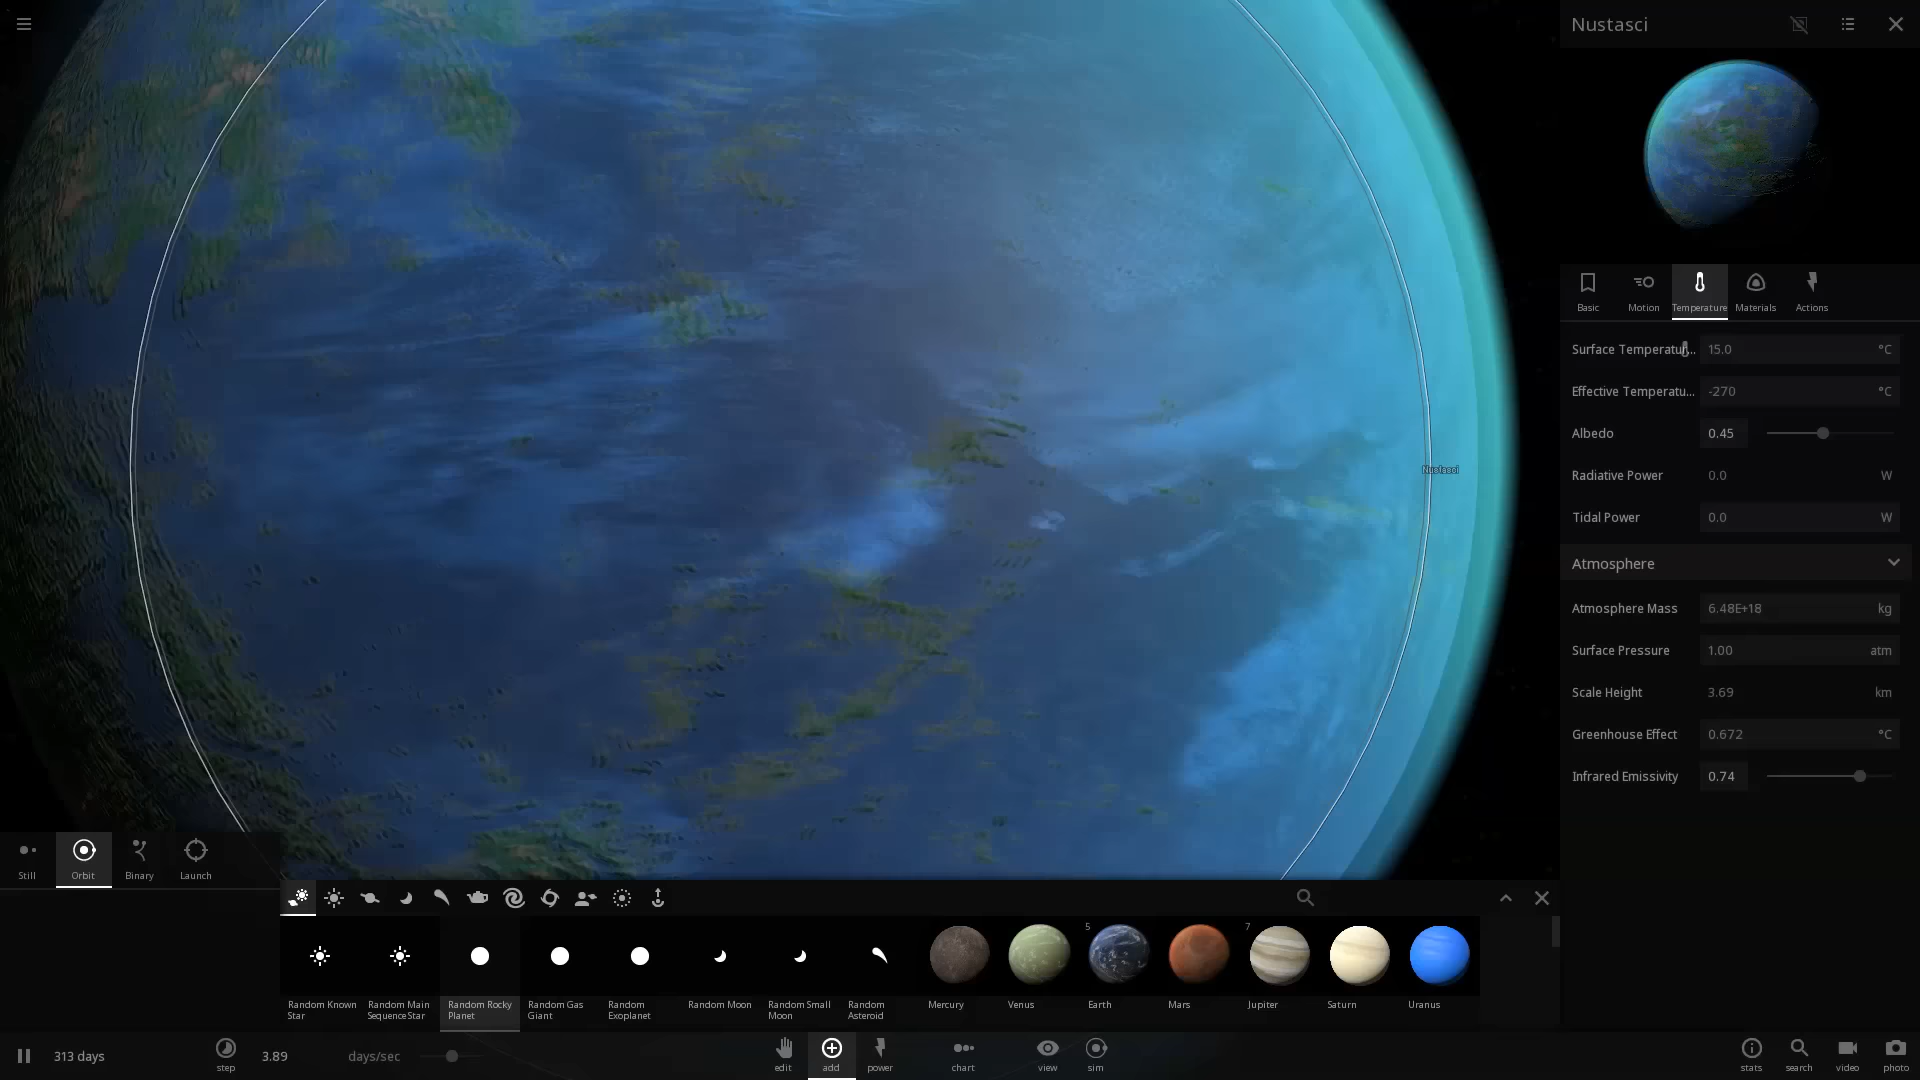 Nustasci
Basic
Motion
Temperature
Materials
Actions
Surface Temperatur... 15.0 °C
Effective Temperatu... -270 °C
Albedo 0.45
Radiative Power 0.0 W
Tidal Power 0.0 W
Atmosphere
Atmosphere Mass 6.48E+18 kg
Surface Pressure 1.00 atm
Scale Height 3.69 km
Greenhouse Effect 0.672 °C
Infrared Emissivity 0.74
Nustasci
Still
Orbit
Binary
Launch
5
7
Random Known
Star
Random Main
Sequence Star
Random Rocky
Planet
Random Gas
Giant
Random
Exoplanet
Random Moon
Random Small
Moon
Random
Asteroid
Mercury
Venus
Earth
Mars
Jupiter
Saturn
Uranus
313 days
step
3.89 days/sec
edit
add
power
chart
view
sim
stats
search
video
photo